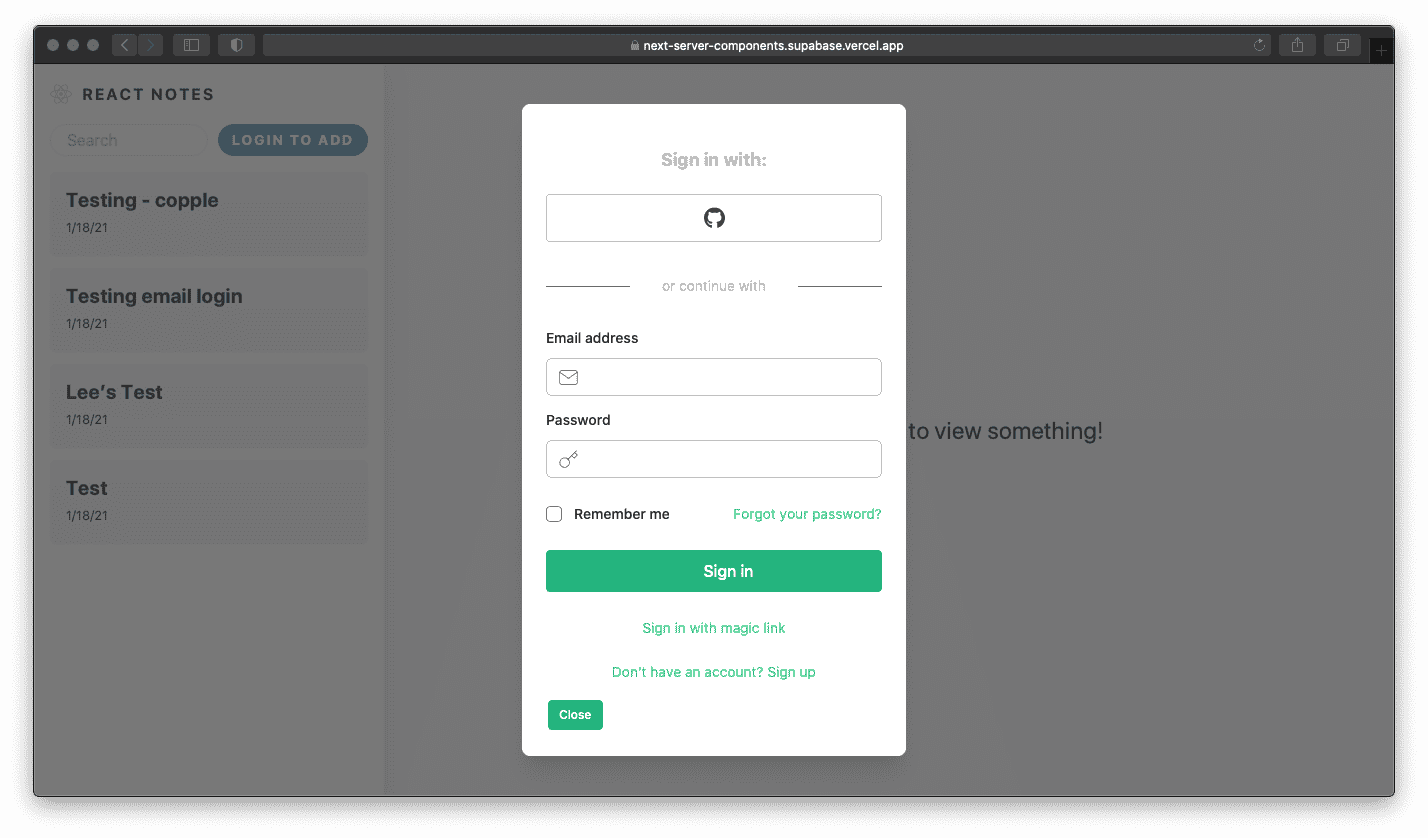 next-server-components.supabase.vercel.app
REACT NOTES
Search
LOGIN TO ADD
Testing - copple
1/18/21
Testing email login
1/18/21
Lee’s Test
1/18/21
Test
1/18/21
to view something!
Sign in with:
or continue with
Email address
Password
Remember me
Forgot your password?
Sign in
Sign in with magic link
Don't have an account? Sign up
Close